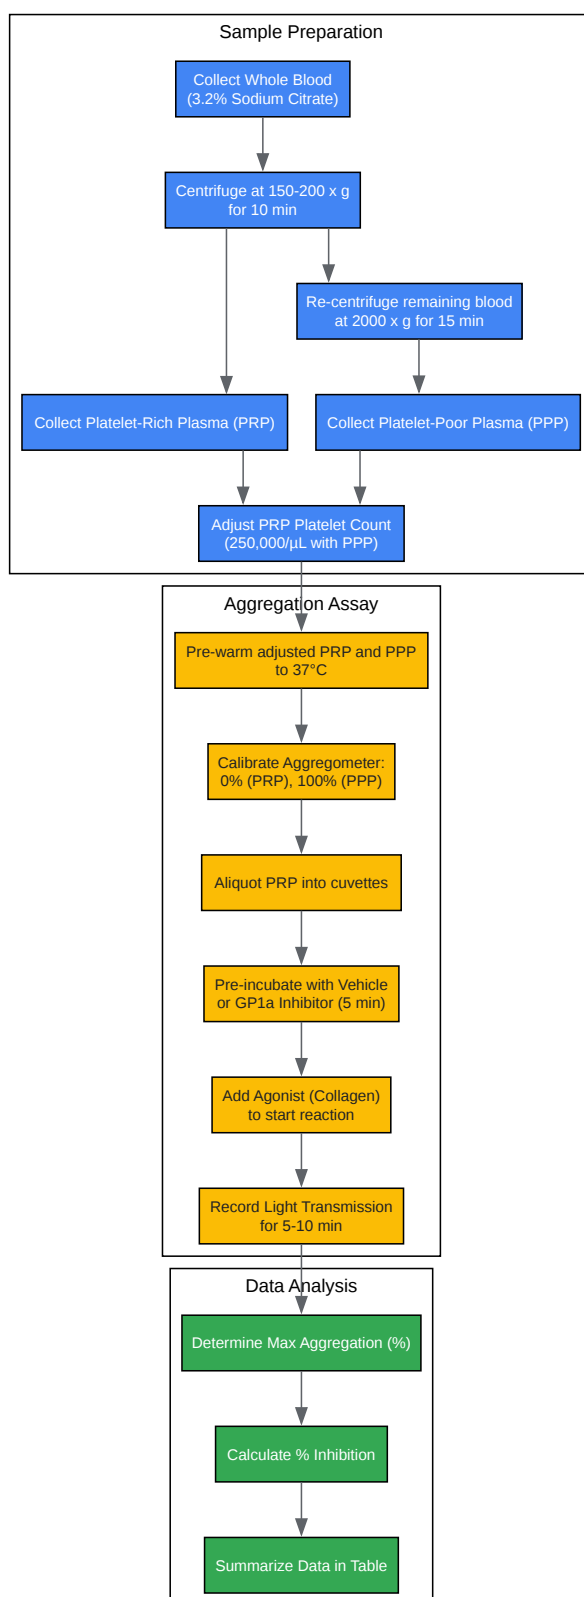 Sample Preparation
Collect Whole Blood
(3.2% Sodium Citrate)
Centrifuge at 150-200 x g
for 10 min
Re-centrifuge remaining blood
at 2000 x g for 15 min
Collect Platelet-Rich Plasma (PRP)
Collect Platelet-Poor Plasma (PPP)
Adjust PRP Platelet Count
(250,000/µL with PPP)
Aggregation Assay
Pre-warm adjusted PRP and PPP
to 37°C
Calibrate Aggregometer:
0% (PRP), 100% (PPP)
Aliquot PRP into cuvettes
Pre-incubate with Vehicle
or GP1a Inhibitor (5 min)
Add Agonist (Collagen)
to start reaction
Record Light Transmission
for 5-10 min
Data Analysis
Determine Max Aggregation (%)
Calculate % Inhibition
Summarize Data in Table